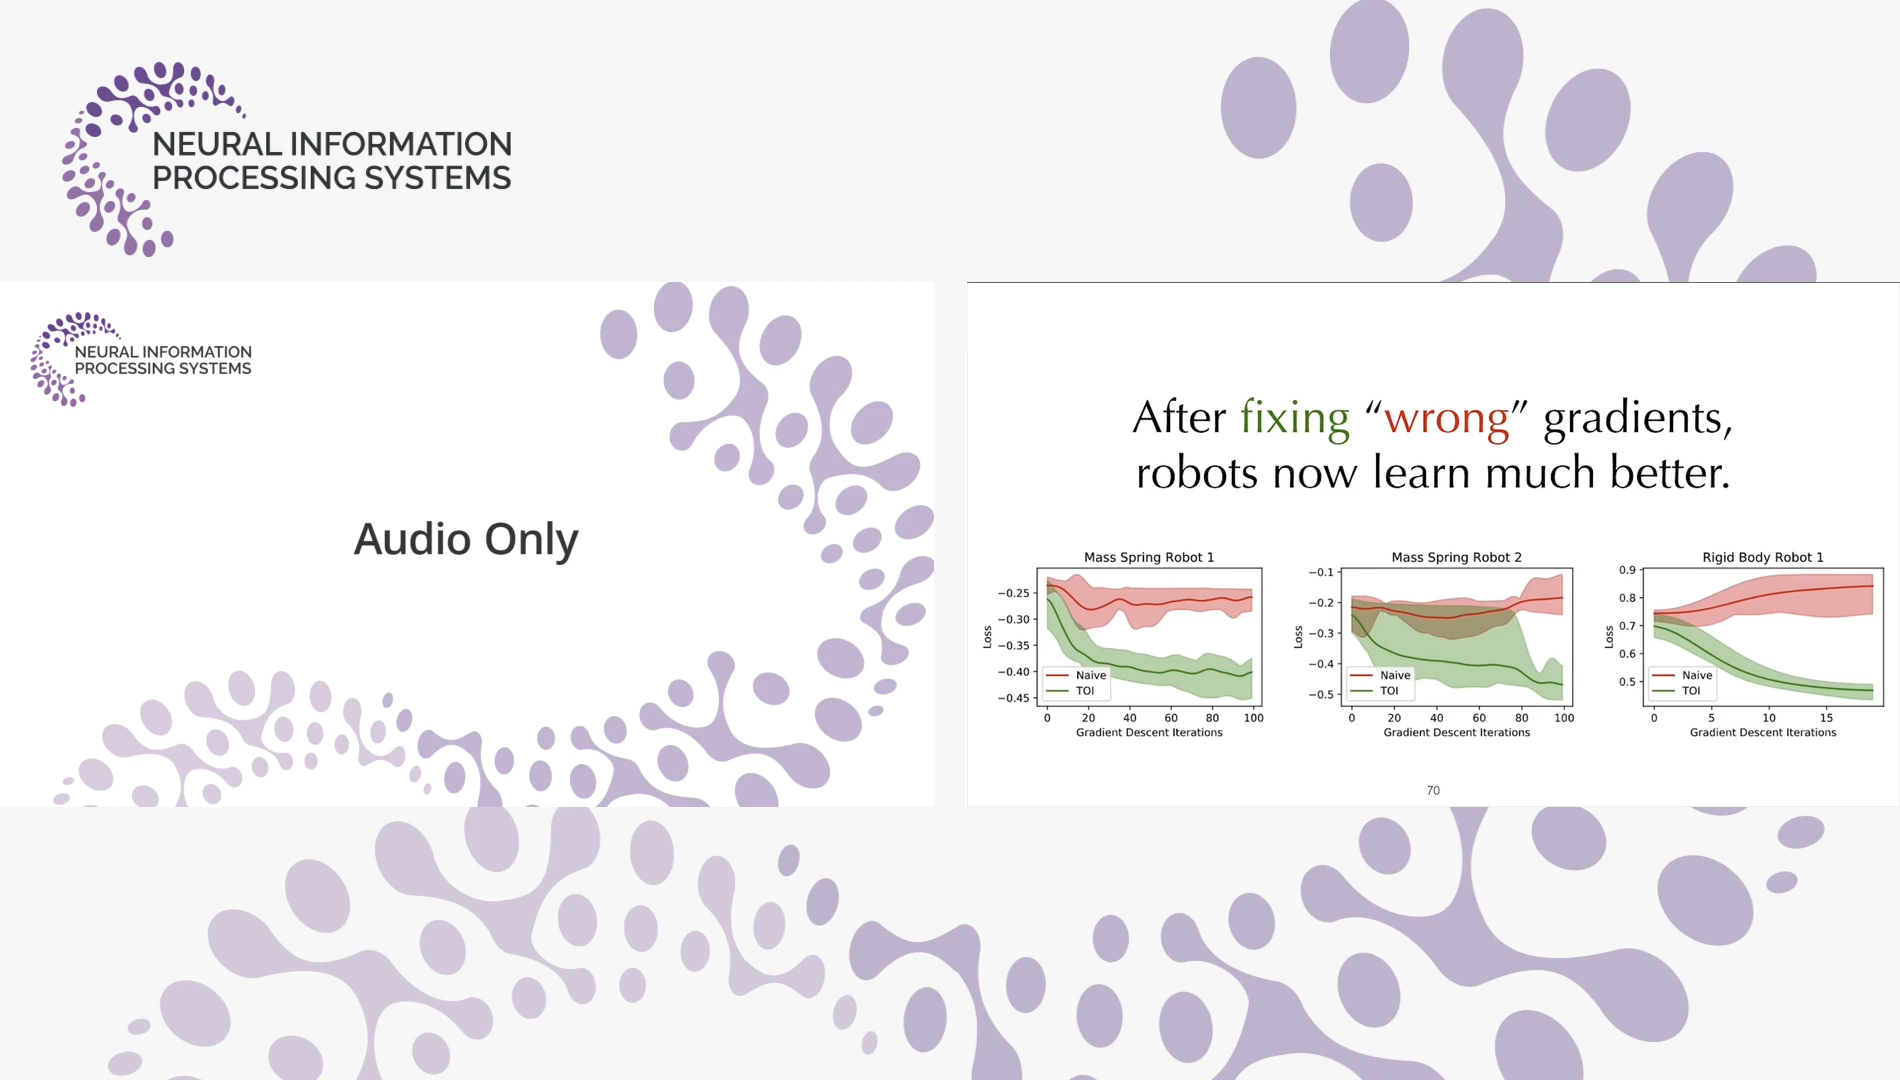 NEURAL INFORMATION
PROCESSING SYSTEMS
NEURAL INFORMATION
PROCESSING SYSTEMS
Audio Only
After fixing “wrong” gradients,
robots now learn much better.
Mass Spring Robot 1
−0.25
−0.30
−0.35
−0.40
−0.45
Loss
Naive
TOI
0 20 40 60 80 100
Gradient Descent Iterations
Mass Spring Robot 2
−0.1
−0.2
−0.3
−0.4
−0.5
Loss
Naive
TOI
0 20 40 60 80 100
Gradient Descent Iterations
Rigid Body Robot 1
0.9
0.8
0.7
0.6
0.5
Loss
Naive
TOI
0 5 10 15
Gradient Descent Iterations
70